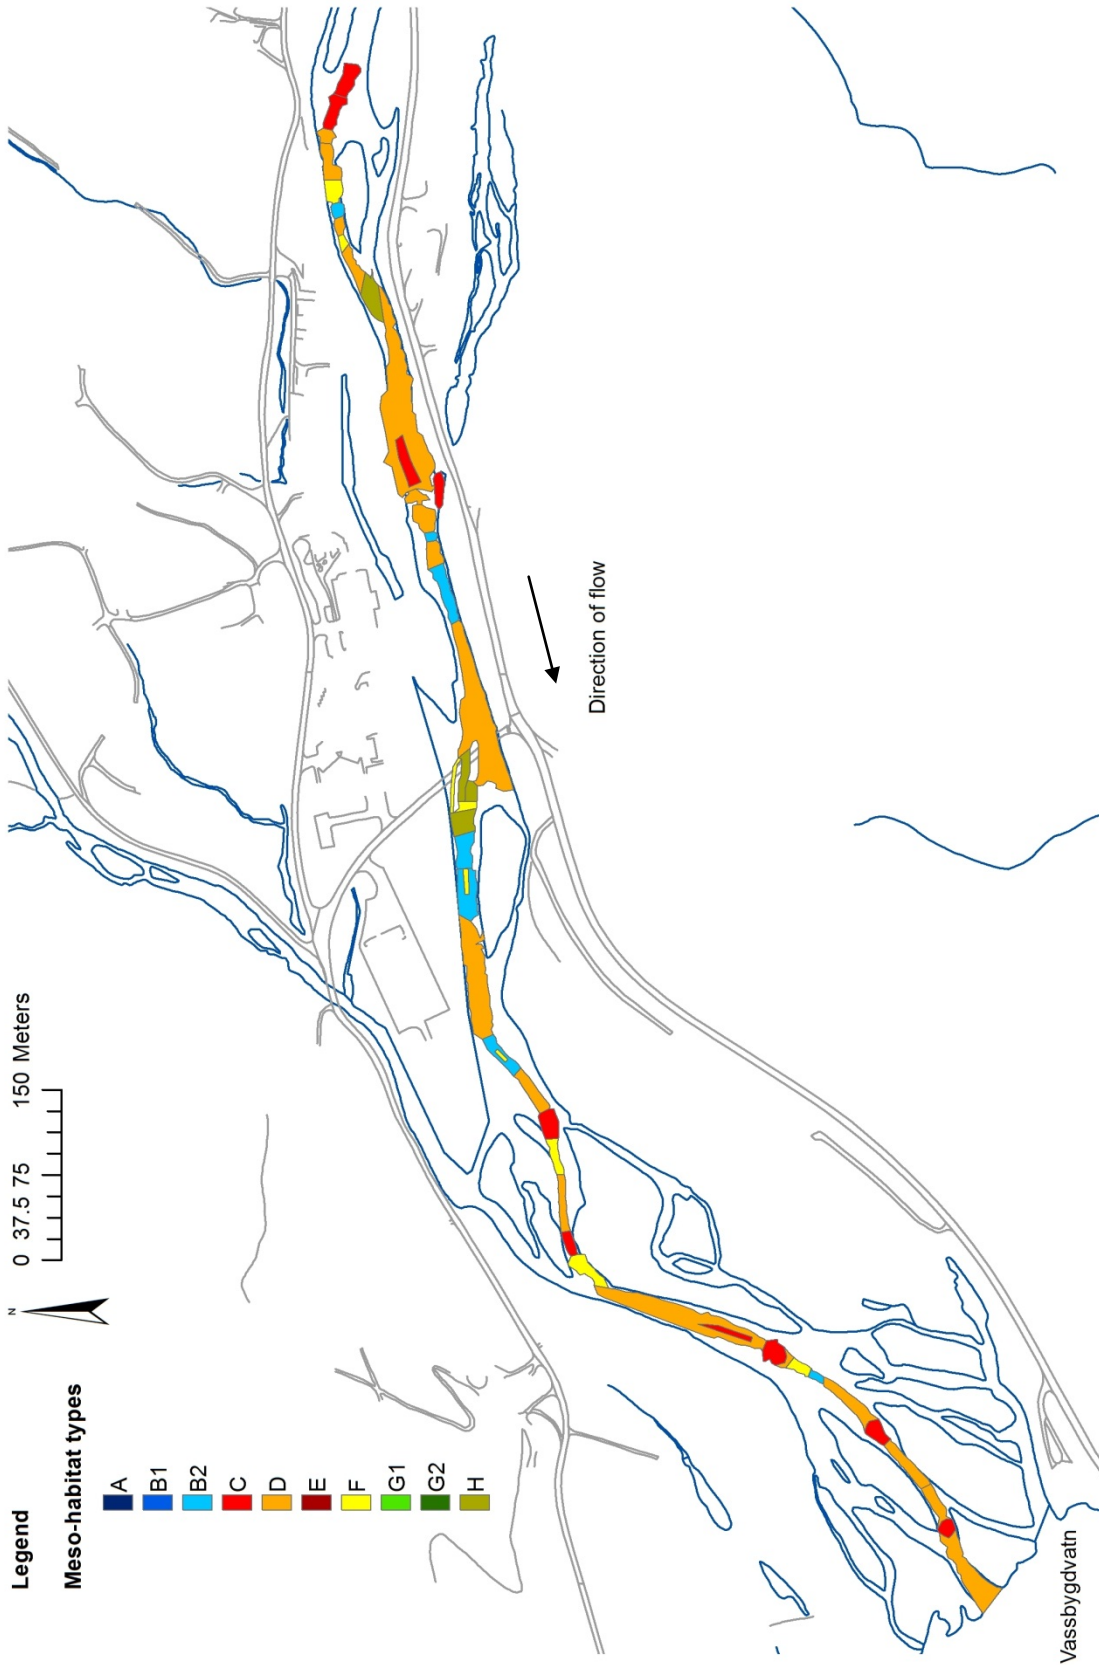 Legend
Meso-habitat types
A
B1
B2
C
D
E
F
G1
G2
H
N
0 37.5 75 150 Meters
Direction of flow
Vassbygdvatn